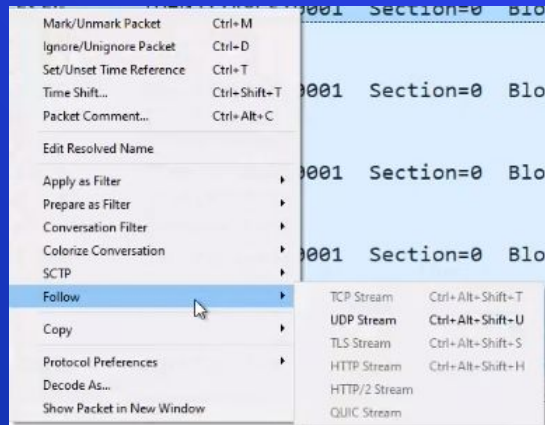 Mark/Unmark Packet Ctrl+M
Ignore/Unignore Packet Ctrl+D
Set/Unset Time Reference Ctrl+T
Time Shift... Ctrl+Shift+T
Packet Comment... Ctrl+Alt+C
Edit Resolved Name
Apply as Filter
Prepare as Filter
Conversation Filter
Colorize Conversation
SCTP
Follow
Copy
Protocol Preferences
Decode As...
Show Packet in New Window
TCP Stream Ctrl+Alt+Shift+T
UDP Stream Ctrl+Alt+Shift+U
TLS Stream Ctrl+Alt+Shift+S
HTTP Stream Ctrl+Alt+Shift+H
HTTP/2 Stream
QUIC Stream
0001 Section=0 Blo
0001 Section=0 Blo
0001 Section=0 Blo
0001 Section=0 Blo